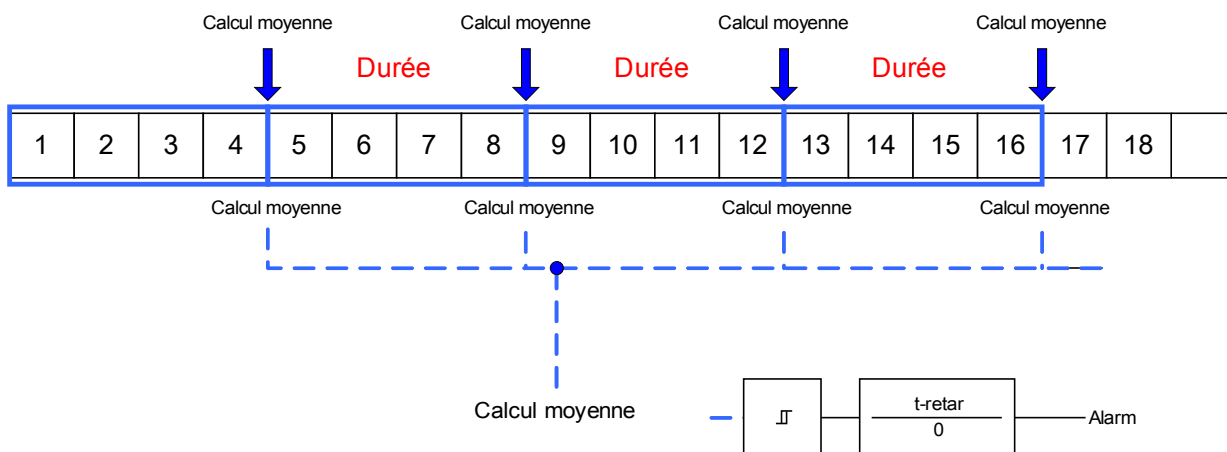 Calcul moyenne Calcul moyenne Calcul moyenne Calcul moyenne
Durée Durée Durée
1 2 3 4 5 6 7 8 9 10 11 12 13 14 15 16 17 18
Calcul moyenne Calcul moyenne Calcul moyenne Calcul moyenne
Calcul moyenne
t-retar
0
Alarm